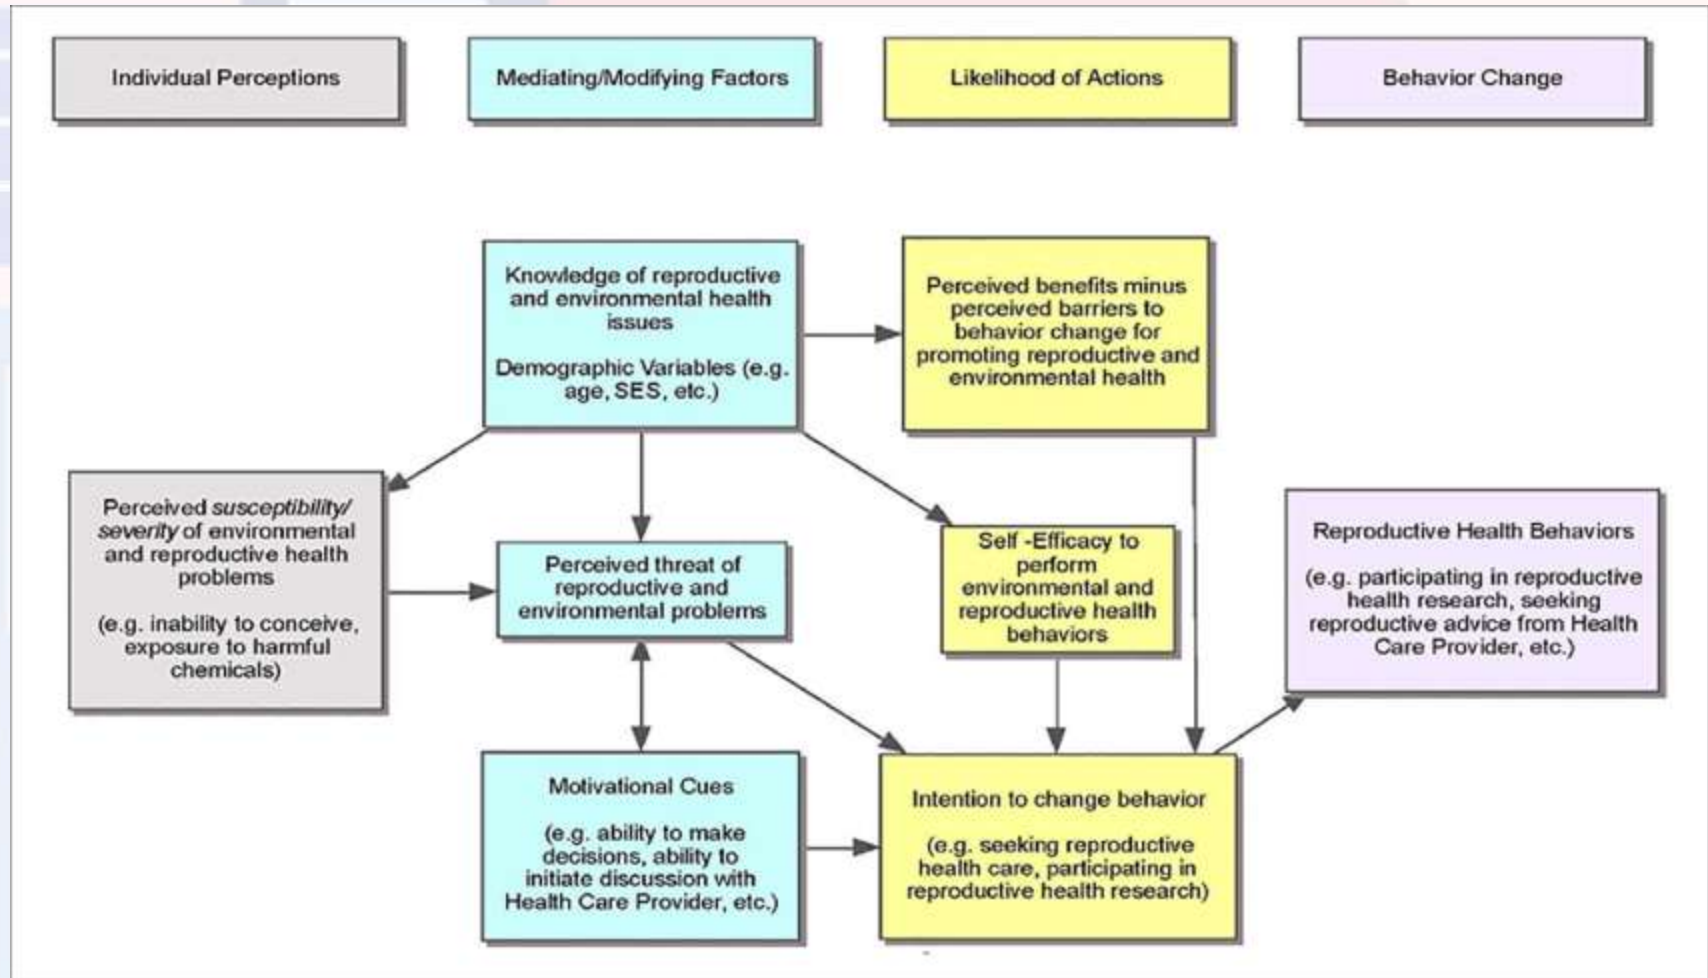 Individual Perceptions
Mediating/Modifying Factors
Likelihood of Actions
Behavior Change
Knowledge of reproductive
and environmental health
issues
Demographic Variables (e.g.
age, SES, etc.)
Perceived benefits minus
perceived barriers to
behavior change for
promoting reproductive and
environmental health
Perceived susceptibility/
severity of environmental
and reproductive health
problems
(e.g. inability to conceive,
exposure to harmful
chemicals)
Perceived threat of
reproductive and
environmental problems
Self -Efficacy to
perform
environmental and
reproductive health
behaviors
Reproductive Health Behaviors
(e.g. participating in reproductive
health research, seeking
reproductive advice from Health
Care Provider, etc.)
Motivational Cues
(e.g. ability to make
decisions, ability to
initiate discussion with
Health Care Provider, etc.)
Intention to change behavior
(e.g. seeking reproductive
health care, participating in
reproductive health research)